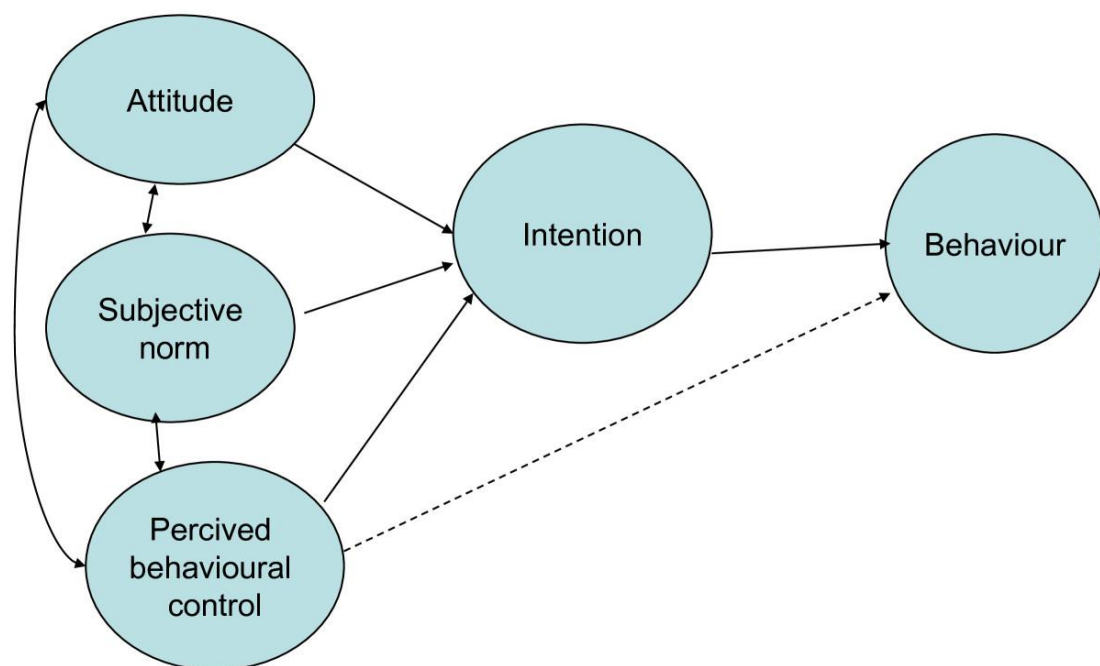 Attitude
Subjective
norm
Percived
behavioural
control
Intention
Behaviour